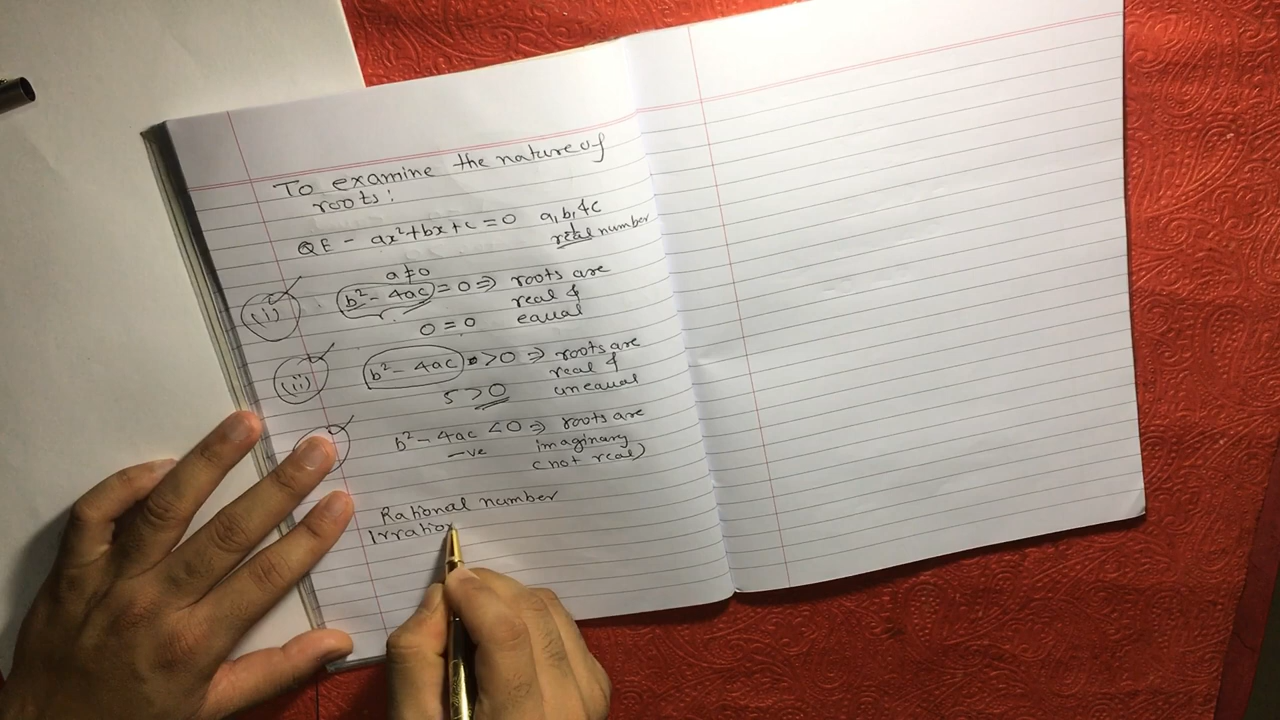 To examine the nature of
roots:
QE - ax²+bx+c=0 a,b,&c
real number
a≠0
(i) b²-4ac=0 ⇒ roots are
real &
equal
0=0
(ii) b²-4ac >0 ⇒ roots are
real &
unequal
5>0
b²-4ac <0 ⇒ roots are
-ve imaginary
(not real)
Rational number
Irration